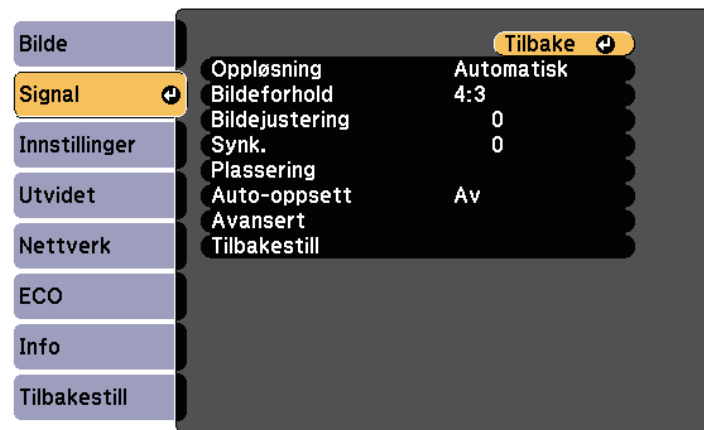 Bilde
Signal
Innstillinger
Utvidet
Nettverk
ECO
Info
Tilbakestill
Tilbake
Oppløsning Automatisk
Bildeforhold 4:3
Bildejustering 0
Synk. 0
Plassering
Auto-oppsett Av
Avansert
Tilbakestill